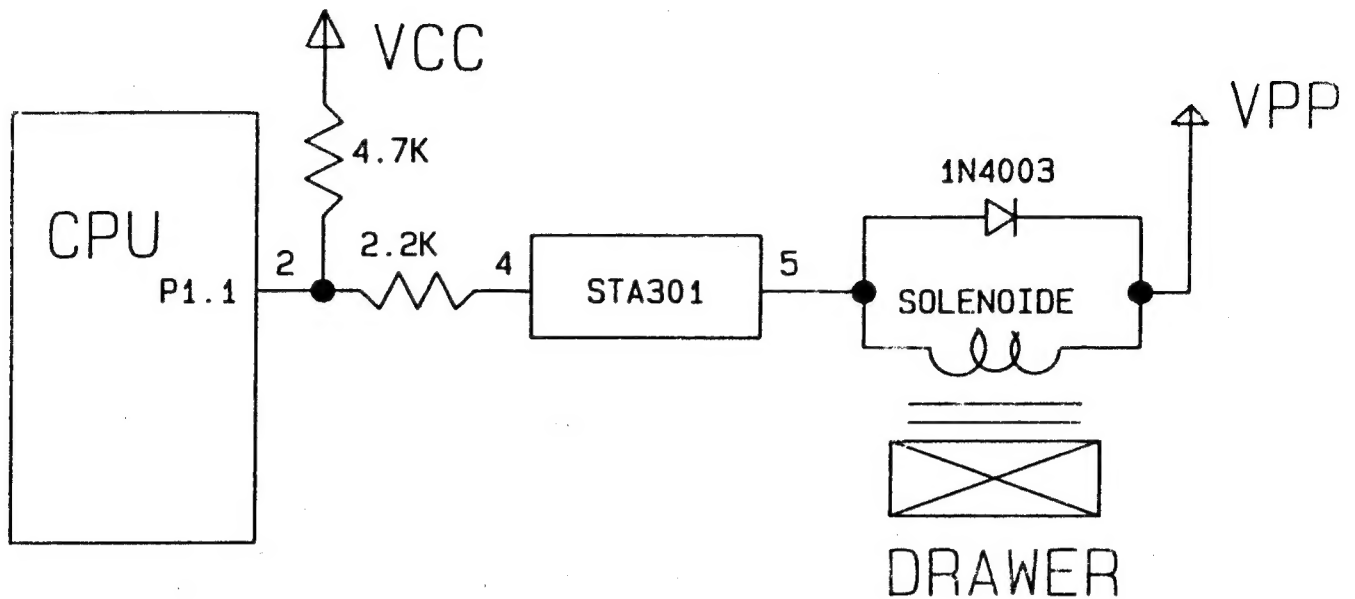 VCC
VPP
4.7K
1N4003
CPU
2
2.2K
4
5
P1.1
STA301
SOLENOIDE
DRAWER